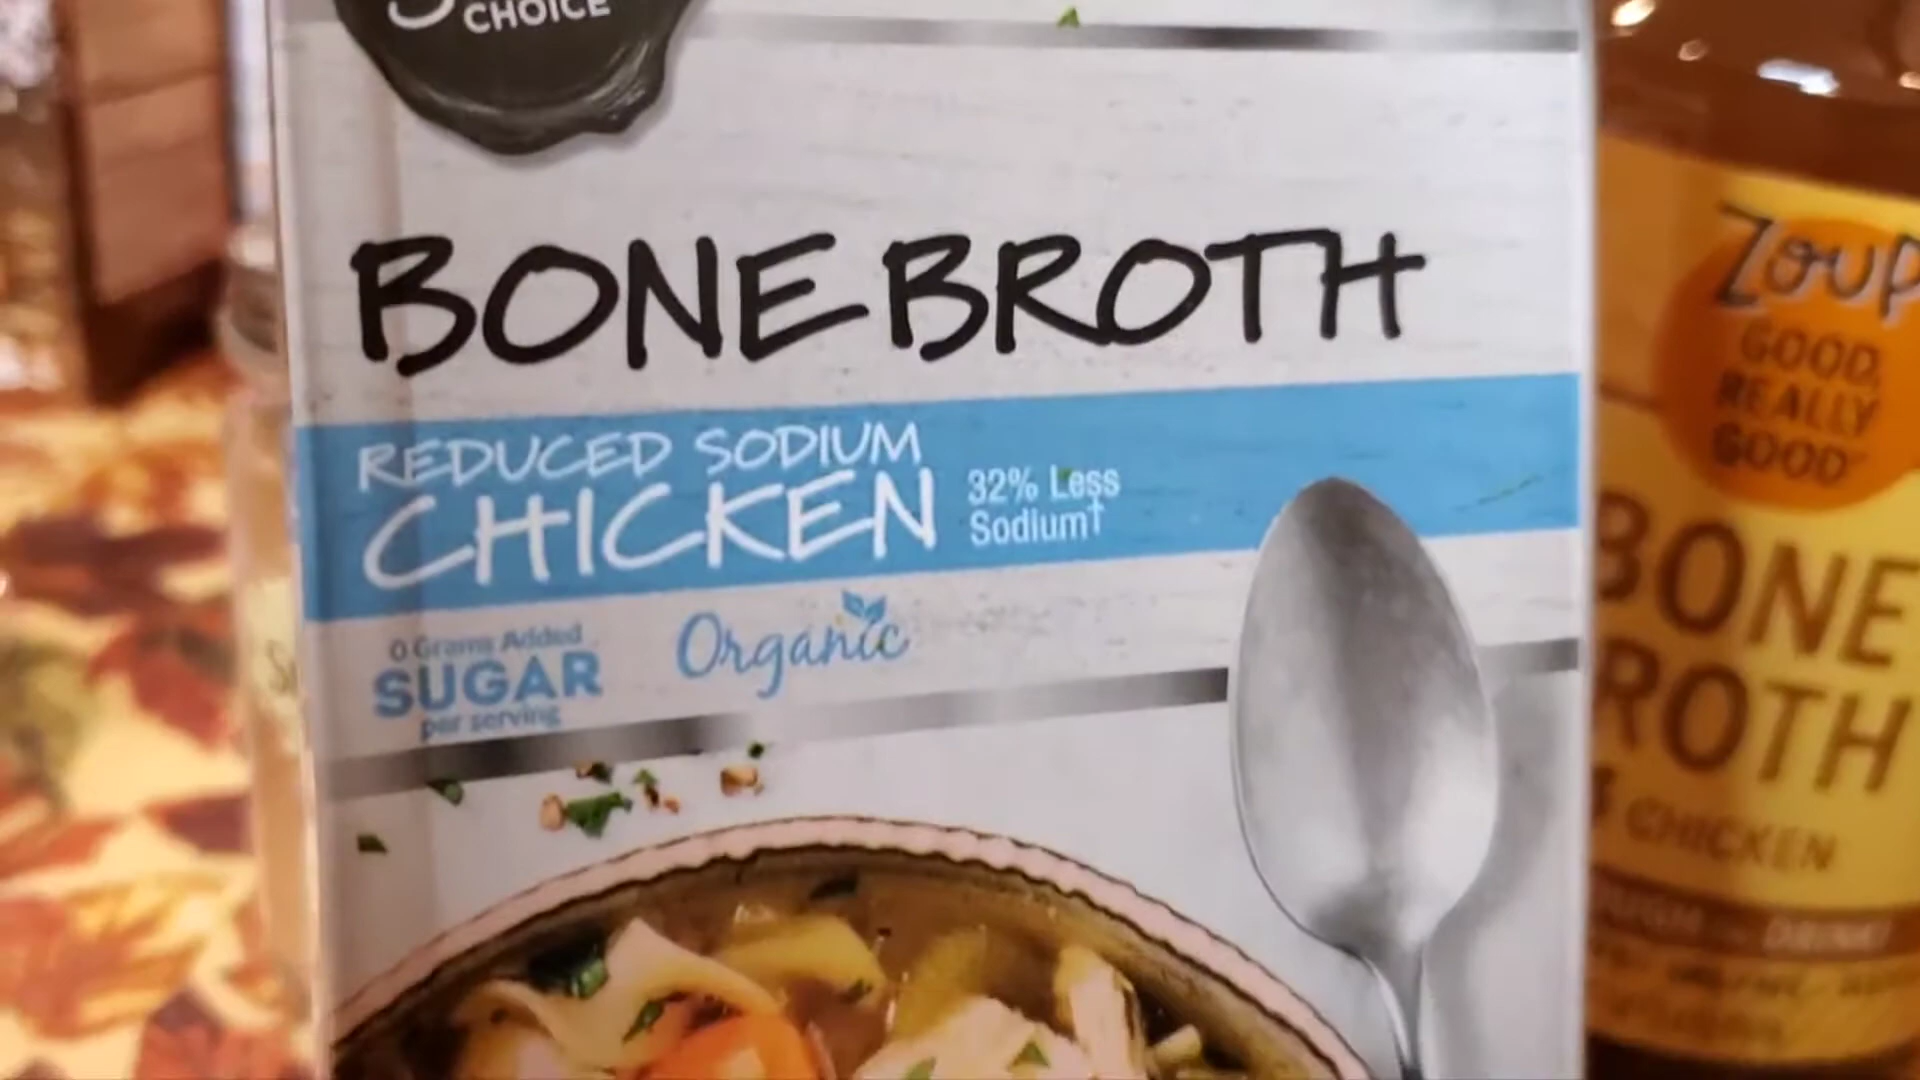 CHOICE
BONE BROTH
REDUCED SODIUM
CHICKEN
32% Less
Sodium†
0 Grams Added
SUGAR
per serving
Organic
Zoup
GOOD,
REALLY
GOOD
BONE
ROTH
CHICKEN
DRINK!